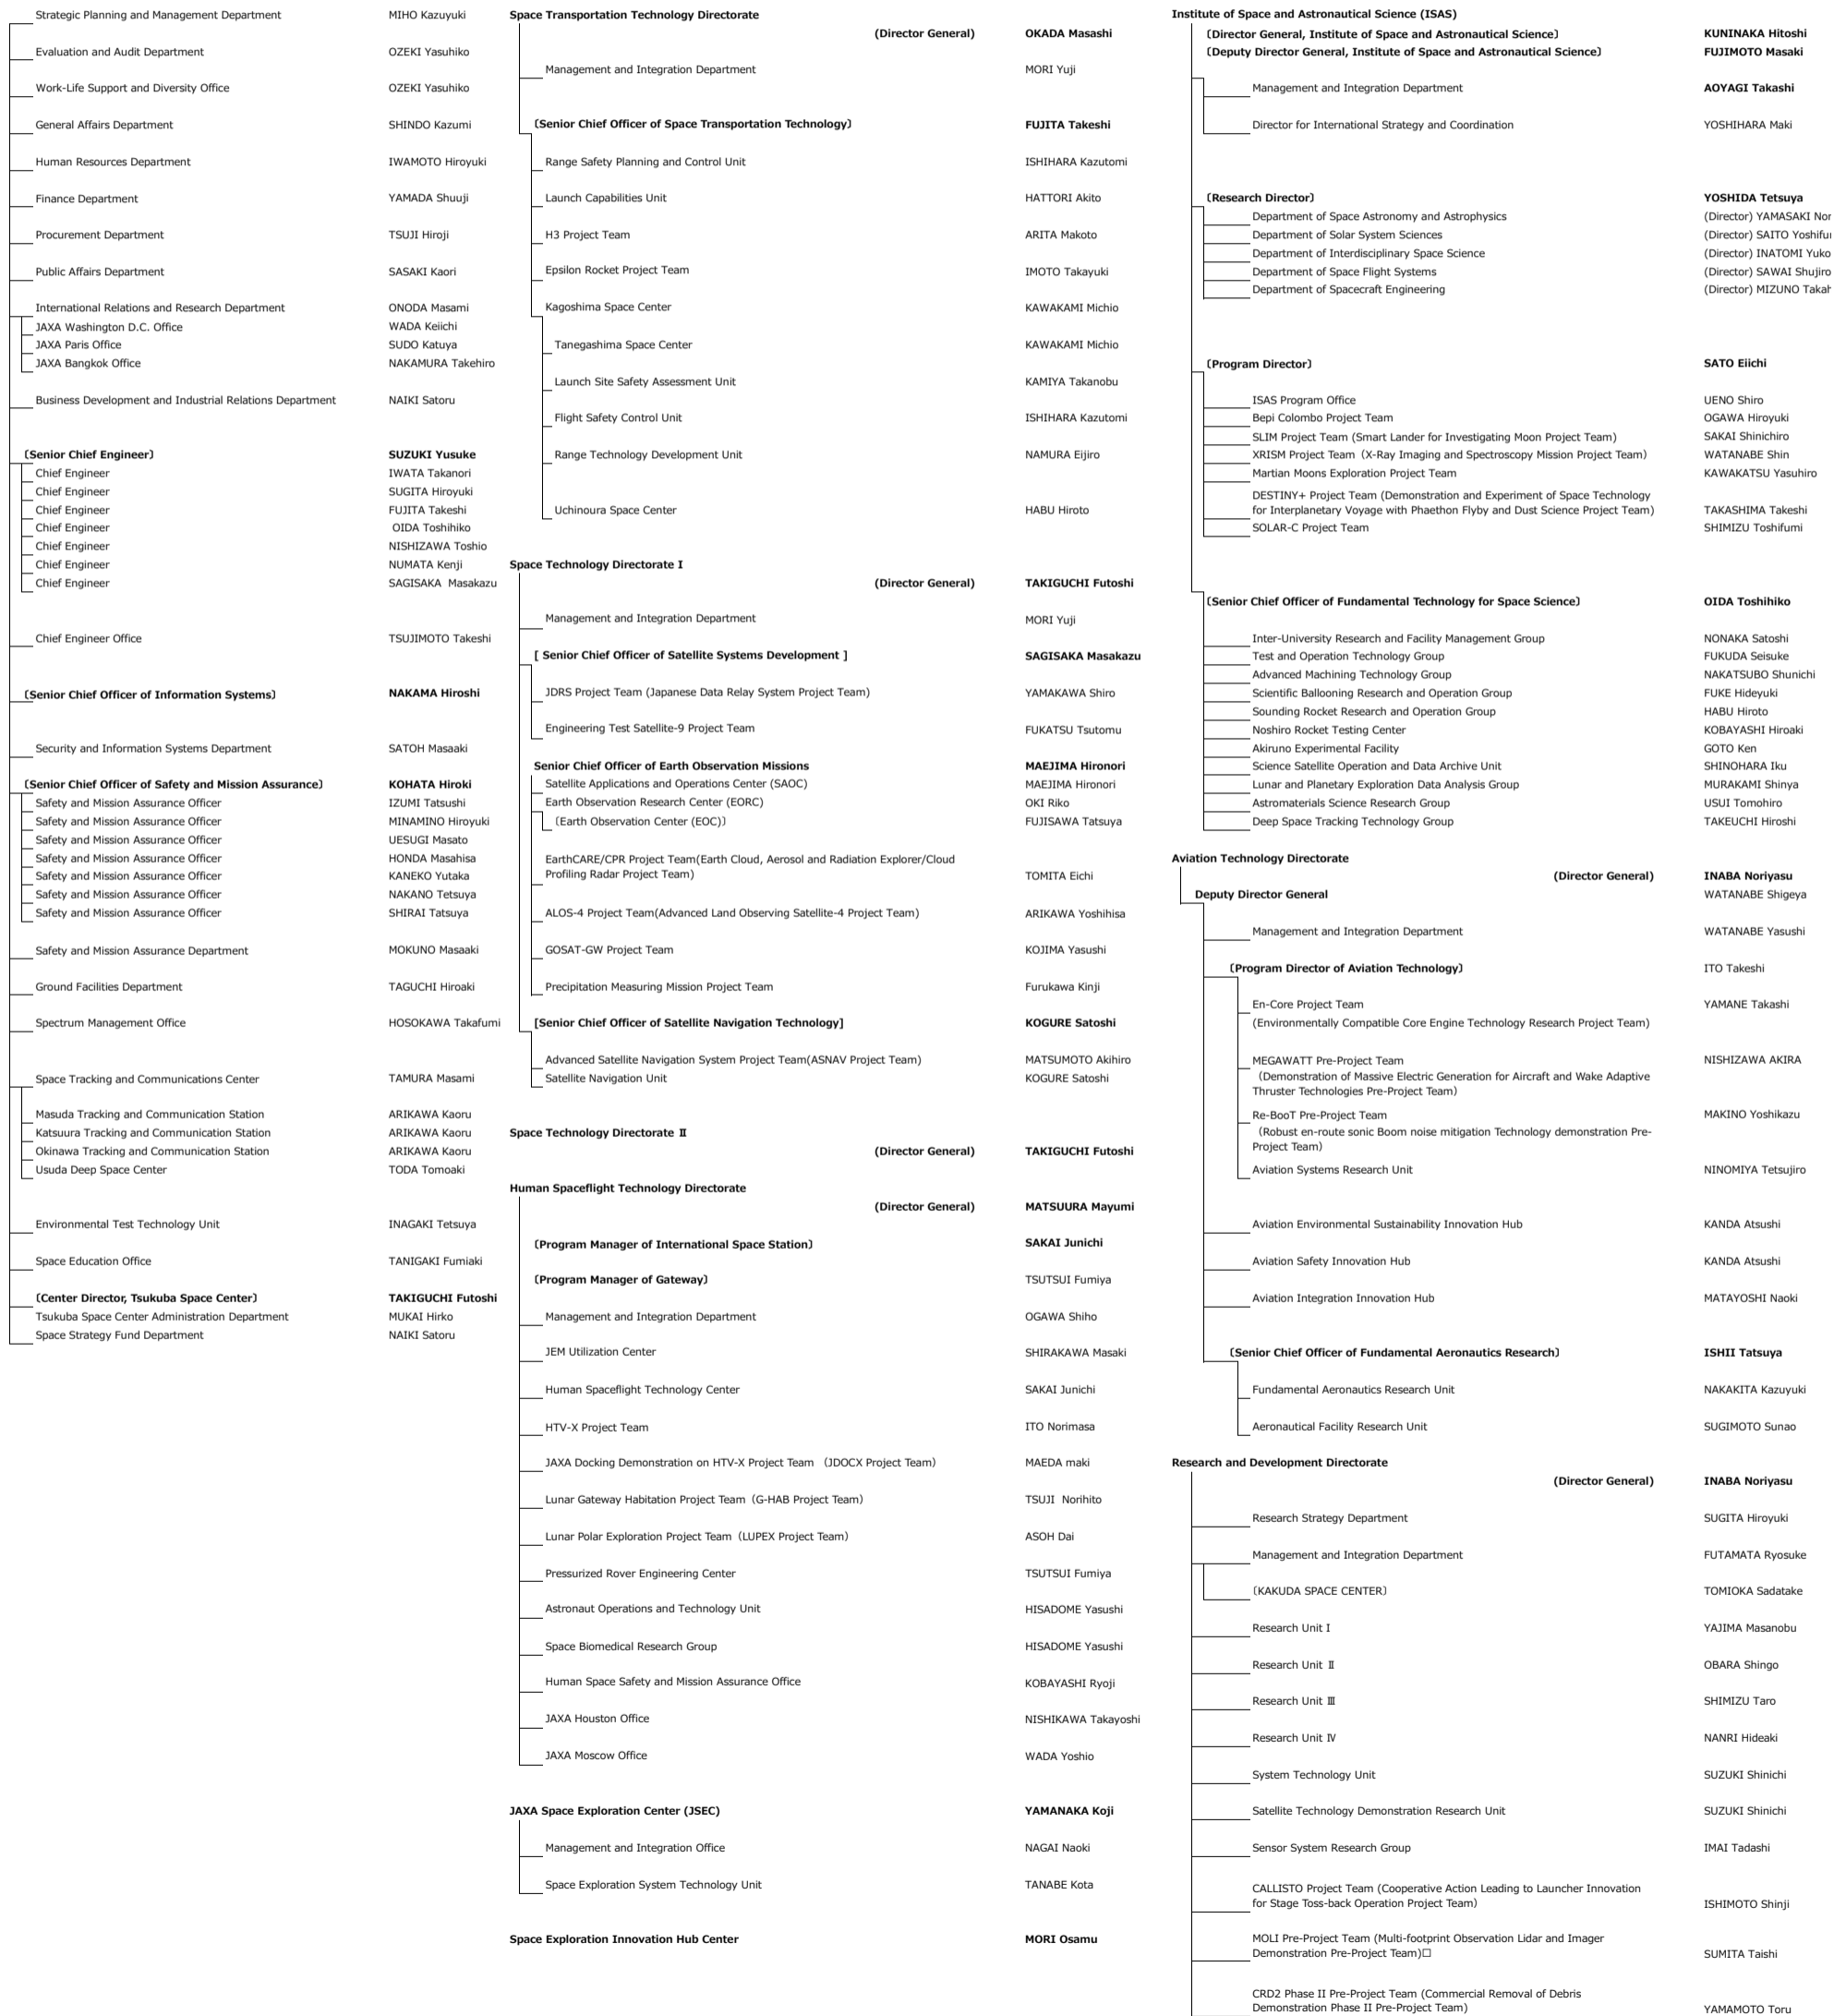 Strategic Planning and Management Department MIHO Kazuyuki
Evaluation and Audit Department OZEKI Yasuhiko
Work-Life Support and Diversity Office OZEKI Yasuhiko
General Affairs Department SHINDO Kazumi
Human Resources Department IWAMOTO Hiroyuki
Finance Department YAMADA Shuuji
Procurement Department TSUJI Hiroji
Public Affairs Department SASAKI Kaori
International Relations and Research Department ONODA Masami
JAXA Washington D.C. Office WADA Keiichi
JAXA Paris Office SUDO Katuya
JAXA Bangkok Office NAKAMURA Takehiro
Business Development and Industrial Relations Department NAIKI Satoru
(Senior Chief Engineer) SUZUKI Yusuke
Chief Engineer IWATA Takanori
Chief Engineer SUGITA Hiroyuki
Chief Engineer FUJITA Takeshi
Chief Engineer OIDA Toshihiko
Chief Engineer NISHIZAWA Toshio
Chief Engineer NUMATA Kenji
Chief Engineer SAGISAKA Masakazu
Chief Engineer Office TSUJIMOTO Takeshi
(Senior Chief Officer of Information Systems) NAKAMA Hiroshi
Security and Information Systems Department SATOH Masaaki
(Senior Chief Officer of Safety and Mission Assurance) KOHATA Hiroki
Safety and Mission Assurance Officer IZUMI Tatsushi
Safety and Mission Assurance Officer MINAMINO Hiroyuki
Safety and Mission Assurance Officer UESUGI Masato
Safety and Mission Assurance Officer HONDA Masahisa
Safety and Mission Assurance Officer KANEKO Yutaka
Safety and Mission Assurance Officer NAKANO Tetsuya
Safety and Mission Assurance Officer SHIRAI Tatsuya
Safety and Mission Assurance Department MOKUNO Masaaki
Ground Facilities Department TAGUCHI Hiroaki
Spectrum Management Office HOSOKAWA Takafumi
Space Tracking and Communications Center TAMURA Masami
Masuda Tracking and Communication Station ARIKAWA Kaoru
Katsuura Tracking and Communication Station ARIKAWA Kaoru
Okinawa Tracking and Communication Station ARIKAWA Kaoru
Usuda Deep Space Center TODA Tomoaki
Environmental Test Technology Unit INAGAKI Tetsuya
Space Education Office TANIGAKI Fumiaki
(Center Director, Tsukuba Space Center) TAKIGUCHI Futoshi
Tsukuba Space Center Administration Department MUKAI Hirko
Space Strategy Fund Department NAIKI Satoru
Space Transportation Technology Directorate
(Director General) OKADA Masashi
Management and Integration Department MORI Yuji
(Senior Chief Officer of Space Transportation Technology) FUJITA Takeshi
Range Safety Planning and Control Unit ISHIHARA Kazutomi
Launch Capabilities Unit HATTORI Akito
H3 Project Team ARITA Makoto
Epsilon Rocket Project Team IMOTO Takayuki
Kagoshima Space Center KAWAKAMI Michio
Tanegashima Space Center KAWAKAMI Michio
Launch Site Safety Assessment Unit KAMIYA Takanobu
Flight Safety Control Unit ISHIHARA Kazutomi
Range Technology Development Unit NAMURA Eijiro
Uchinoura Space Center HABU Hiroto
Space Technology Directorate I
(Director General) TAKIGUCHI Futoshi
Management and Integration Department MORI Yuji
[ Senior Chief Officer of Satellite Systems Development ] SAGISAKA Masakazu
JDRS Project Team (Japanese Data Relay System Project Team) YAMAKAWA Shiro
Engineering Test Satellite-9 Project Team FUKATSU Tsutomu
Senior Chief Officer of Earth Observation Missions MAEJIMA Hironori
Satellite Applications and Operations Center (SAOC) MAEJIMA Hironori
Earth Observation Research Center (EORC) OKI Riko
(Earth Observation Center (EOC)) FUJISAWA Tatsuya
EarthCARE/CPR Project Team(Earth Cloud, Aerosol and Radiation Explorer/Cloud
Profiling Radar Project Team) TOMITA Eichi
ALOS-4 Project Team(Advanced Land Observing Satellite-4 Project Team) ARIKAWA Yoshihisa
GOSAT-GW Project Team KOJIMA Yasushi
Precipitation Measuring Mission Project Team Furukawa Kinji
[Senior Chief Officer of Satellite Navigation Technology] KOGURE Satoshi
Advanced Satellite Navigation System Project Team(ASNAV Project Team) MATSUMOTO Akihiro
Satellite Navigation Unit KOGURE Satoshi
Space Technology Directorate Ⅱ
(Director General) TAKIGUCHI Futoshi
Human Spaceflight Technology Directorate
(Director General) MATSUURA Mayumi
(Program Manager of International Space Station) SAKAI Junichi
(Program Manager of Gateway) TSUTSUI Fumiya
Management and Integration Department OGAWA Shiho
JEM Utilization Center SHIRAKAWA Masaki
Human Spaceflight Technology Center SAKAI Junichi
HTV-X Project Team ITO Norimasa
JAXA Docking Demonstration on HTV-X Project Team (JDOCX Project Team) MAEDA maki
Lunar Gateway Habitation Project Team (G-HAB Project Team) TSUJI Norihito
Lunar Polar Exploration Project Team (LUPEX Project Team) ASOH Dai
Pressurized Rover Engineering Center TSUTSUI Fumiya
Astronaut Operations and Technology Unit HISADOME Yasushi
Space Biomedical Research Group HISADOME Yasushi
Human Space Safety and Mission Assurance Office KOBAYASHI Ryoji
JAXA Houston Office NISHIKAWA Takayoshi
JAXA Moscow Office WADA Yoshio
JAXA Space Exploration Center (JSEC) YAMANAKA Koji
Management and Integration Office NAGAI Naoki
Space Exploration System Technology Unit TANABE Kota
Space Exploration Innovation Hub Center MORI Osamu
Institute of Space and Astronautical Science (ISAS)
(Director General, Institute of Space and Astronautical Science) KUNINAKA Hitoshi
(Deputy Director General, Institute of Space and Astronautical Science) FUJIMOTO Masaki
Management and Integration Department AOYAGI Takashi
Director for International Strategy and Coordination YOSHIHARA Maki
(Research Director) YOSHIDA Tetsuya
Department of Space Astronomy and Astrophysics (Director) YAMASAKI
Department of Solar System Sciences (Director) SAITO
Department of Interdisciplinary Space Science (Director) INATOMI Yuko
Department of Space Flight Systems (Director) SAWAI Shujiro
Department of Spacecraft Engineering (Director) MIZUNO
(Program Director) SATO Eiichi
ISAS Program Office UENO Shiro
Bepi Colombo Project Team OGAWA Hiroyuki
SLIM Project Team (Smart Lander for Investigating Moon Project Team) SAKAI Shinichiro
XRISM Project Team (X-Ray Imaging and Spectroscopy Mission Project Team) WATANABE Shin
Martian Moons Exploration Project Team KAWAKATSU Yasuhiro
DESTINY+ Project Team (Demonstration and Experiment of Space Technology
for Interplanetary Voyage with Phaethon Flyby and Dust Science Project Team) TAKASHIMA Takeshi
SOLAR-C Project Team SHIMIZU Toshifumi
(Senior Chief Officer of Fundamental Technology for Space Science) OIDA Toshihiko
Inter-University Research and Facility Management Group NONAKA Satoshi
Test and Operation Technology Group FUKUDA Seisuke
Advanced Machining Technology Group NAKATSUBO Shunichi
Scientific Ballooning Research and Operation Group FUKE Hideyuki
Sounding Rocket Research and Operation Group HABU Hiroto
Noshiro Rocket Testing Center KOBAYASHI Hiroaki
Akiruno Experimental Facility GOTO Ken
Science Satellite Operation and Data Archive Unit SHINOHARA Iku
Lunar and Planetary Exploration Data Analysis Group MURAKAMI Shinya
Astromaterials Science Research Group USUI Tomohiro
Deep Space Tracking Technology Group TAKEUCHI Hiroshi
Aviation Technology Directorate
(Director General) INABA Noriyasu
Deputy Director General WATANABE Shigeya
Management and Integration Department WATANABE Yasushi
(Program Director of Aviation Technology) ITO Takeshi
En-Core Project Team YAMANE Takashi
(Environmentally Compatible Core Engine Technology Research Project Team)
MEGAWATT Pre-Project Team NISHIZAWA AKIRA
(Demonstration of Massive Electric Generation for Aircraft and Wake Adaptive
Thruster Technologies Pre-Project Team)
Re-BooT Pre-Project Team MAKINO Yoshikazu
(Robust en-route sonic Boom noise mitigation Technology demonstration Pre-
Project Team)
Aviation Systems Research Unit NINOMIYA Tetsujiro
Aviation Environmental Sustainability Innovation Hub KANDA Atsushi
Aviation Safety Innovation Hub KANDA Atsushi
Aviation Integration Innovation Hub MATAYOSHI Naoki
(Senior Chief Officer of Fundamental Aeronautics Research) ISHII Tatsuya
Fundamental Aeronautics Research Unit NAKAKITA Kazuyuki
Aeronautical Facility Research Unit SUGIMOTO Sunao
Research and Development Directorate
(Director General) INABA Noriyasu
Research Strategy Department SUGITA Hiroyuki
Management and Integration Department FUTAMATA Ryosuke
(KAKUDA SPACE CENTER) TOMIOKA Sadatake
Research Unit I YAJIMA Masanobu
Research Unit Ⅱ OBARA Shingo
Research Unit Ⅲ SHIMIZU Taro
Research Unit Ⅳ NANRI Hideaki
System Technology Unit SUZUKI Shinichi
Satellite Technology Demonstration Research Unit SUZUKI Shinichi
Sensor System Research Group IMAI Tadashi
CALLISTO Project Team (Cooperative Action Leading to Launcher Innovation
for Stage Toss-back Operation Project Team) ISHIMOTO Shinji
MOLI Pre-Project Team (Multi-footprint Observation Lidar and Imager
Demonstration Pre-Project Team)□ SUMITA Taishi
CRD2 Phase II Pre-Project Team (Commercial Removal of Debris
Demonstration Phase II Pre-Project Team) YAMAMOTO Toru